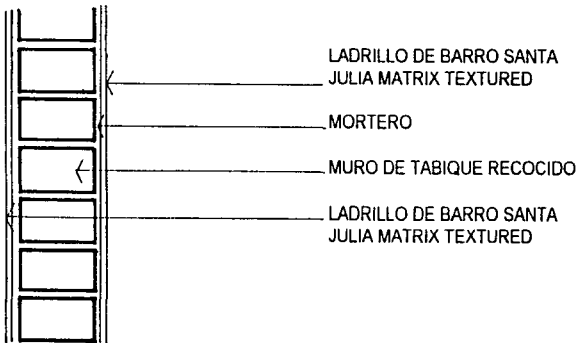 LADRILLO DE BARRO SANTA
JULIA MATRIX TEXTURED
MORTERO
MURO DE TABIQUE RECOCIDO
LADRILLO DE BARRO SANTA
JULIA MATRIX TEXTURED